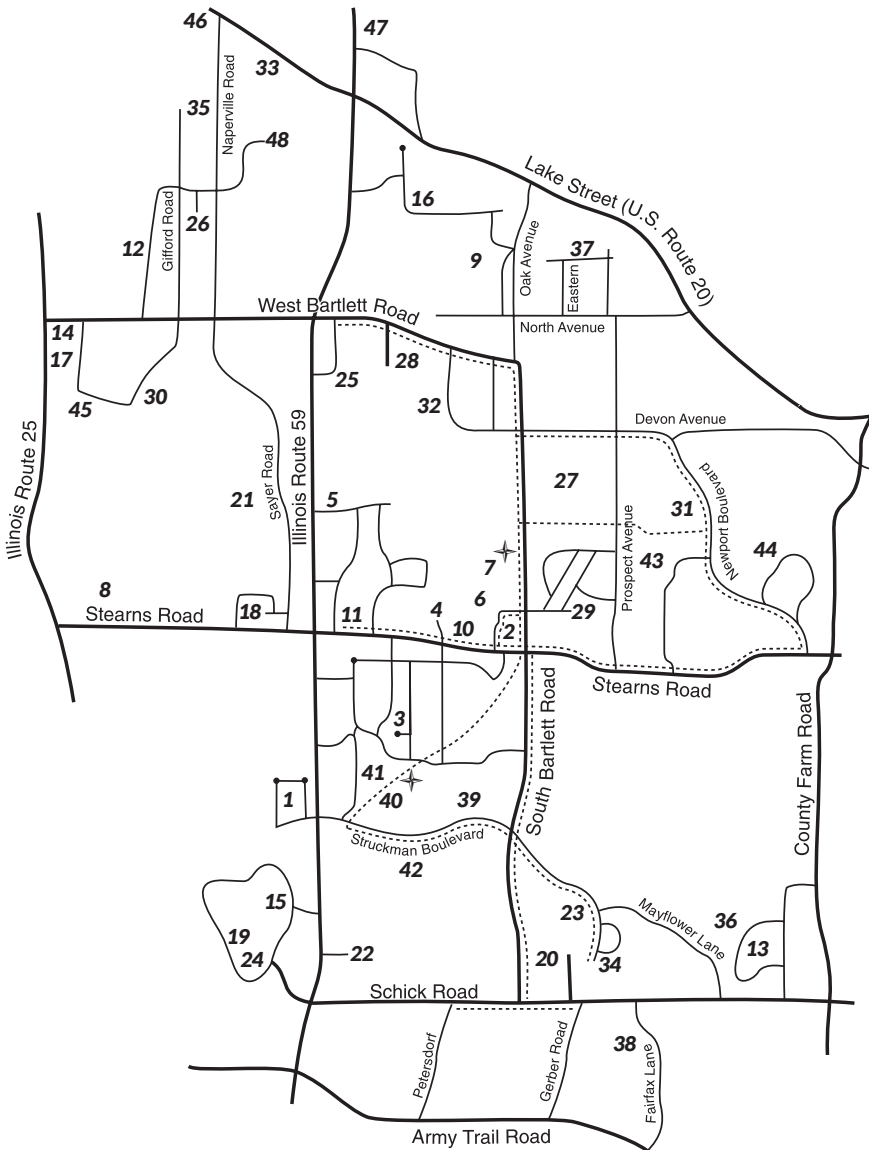 46
47
33
Naperville Road
35
48
Lake Street (U.S. Route 20)
16
26
Gifford Road
12
Oak Avenue
9
37
Eastern
West Bartlett Road
North Avenue
14
17
28
25
30
45
32
Devon Avenue
Illinois Route 25
Illinois Route 59
Sayer Road
21
5
27
31
Newport Boulevard
Prospect Avenue
44
7
43
8
6
Stearns Road
18
11
4
10
2
29
Stearns Road
3
South Bartlett Road
County Farm Road
41
1
40
39
Struckman Boulevard
42
15
23
Mayflower Lane
36
19
13
24
22
20
34
Schick Road
Petersdorf
Gerber Road
38
Fairfax Lane
Army Trail Road